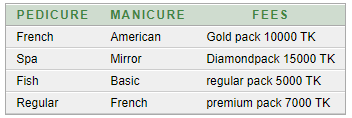 PEDICURE MANICURE FEES
French American Gold pack 10000 TK
Spa Mirror Diamondpack 15000 TK
Fish Basic regular pack 5000 TK
Regular French premium pack 7000 TK